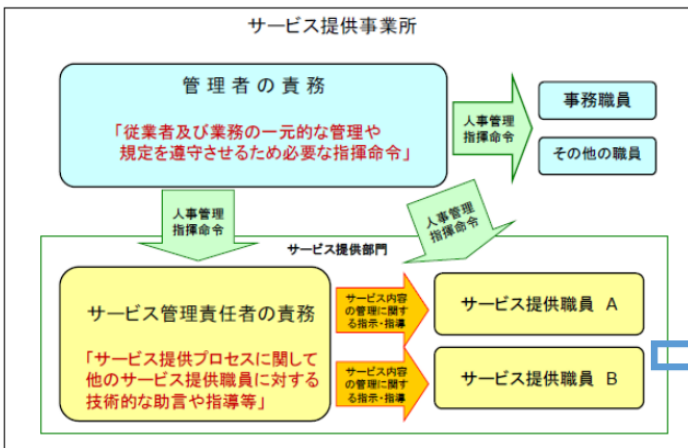 サービス提供事業所
管理者の責務
「従業者及び業務の一元的な管理や
規定を遵守させるため必要な指揮命令」
人事管理
指揮命令
事務職員
その他の職員
人事管理
指揮命令
人事管理
指揮命令
サービス提供部門
サービス管理責任者の責務
「サービス提供プロセスに関して
他のサービス提供職員に対する
技術的な助言や指導等」
サービス内容
の管理に関す
る指示・指導
サービス提供職員 A
サービス内容
の管理に関す
る指示・指導
サービス提供職員 B